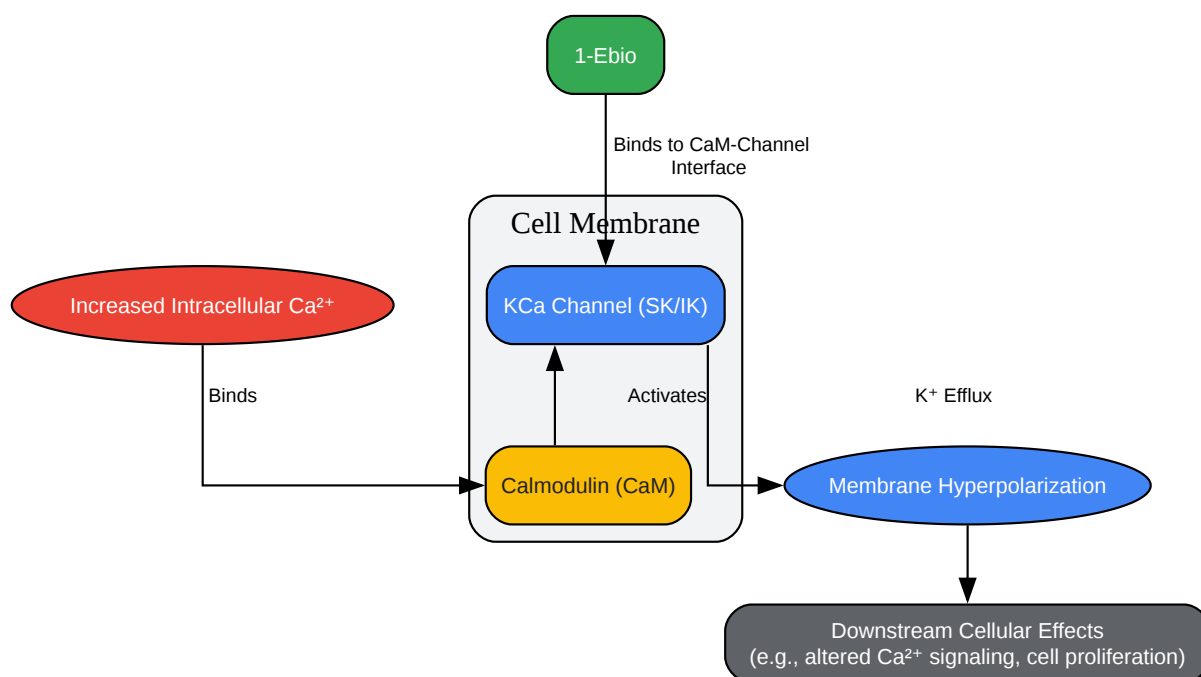 1-Ebio
Binds to CaM-Channel
Interface
Cell Membrane
Increased Intracellular Ca²⁺
KCa Channel (SK/IK)
Binds
Activates
K⁺ Efflux
Calmodulin (CaM)
Membrane Hyperpolarization
Downstream Cellular Effects
(e.g., altered Ca²⁺ signaling, cell proliferation)